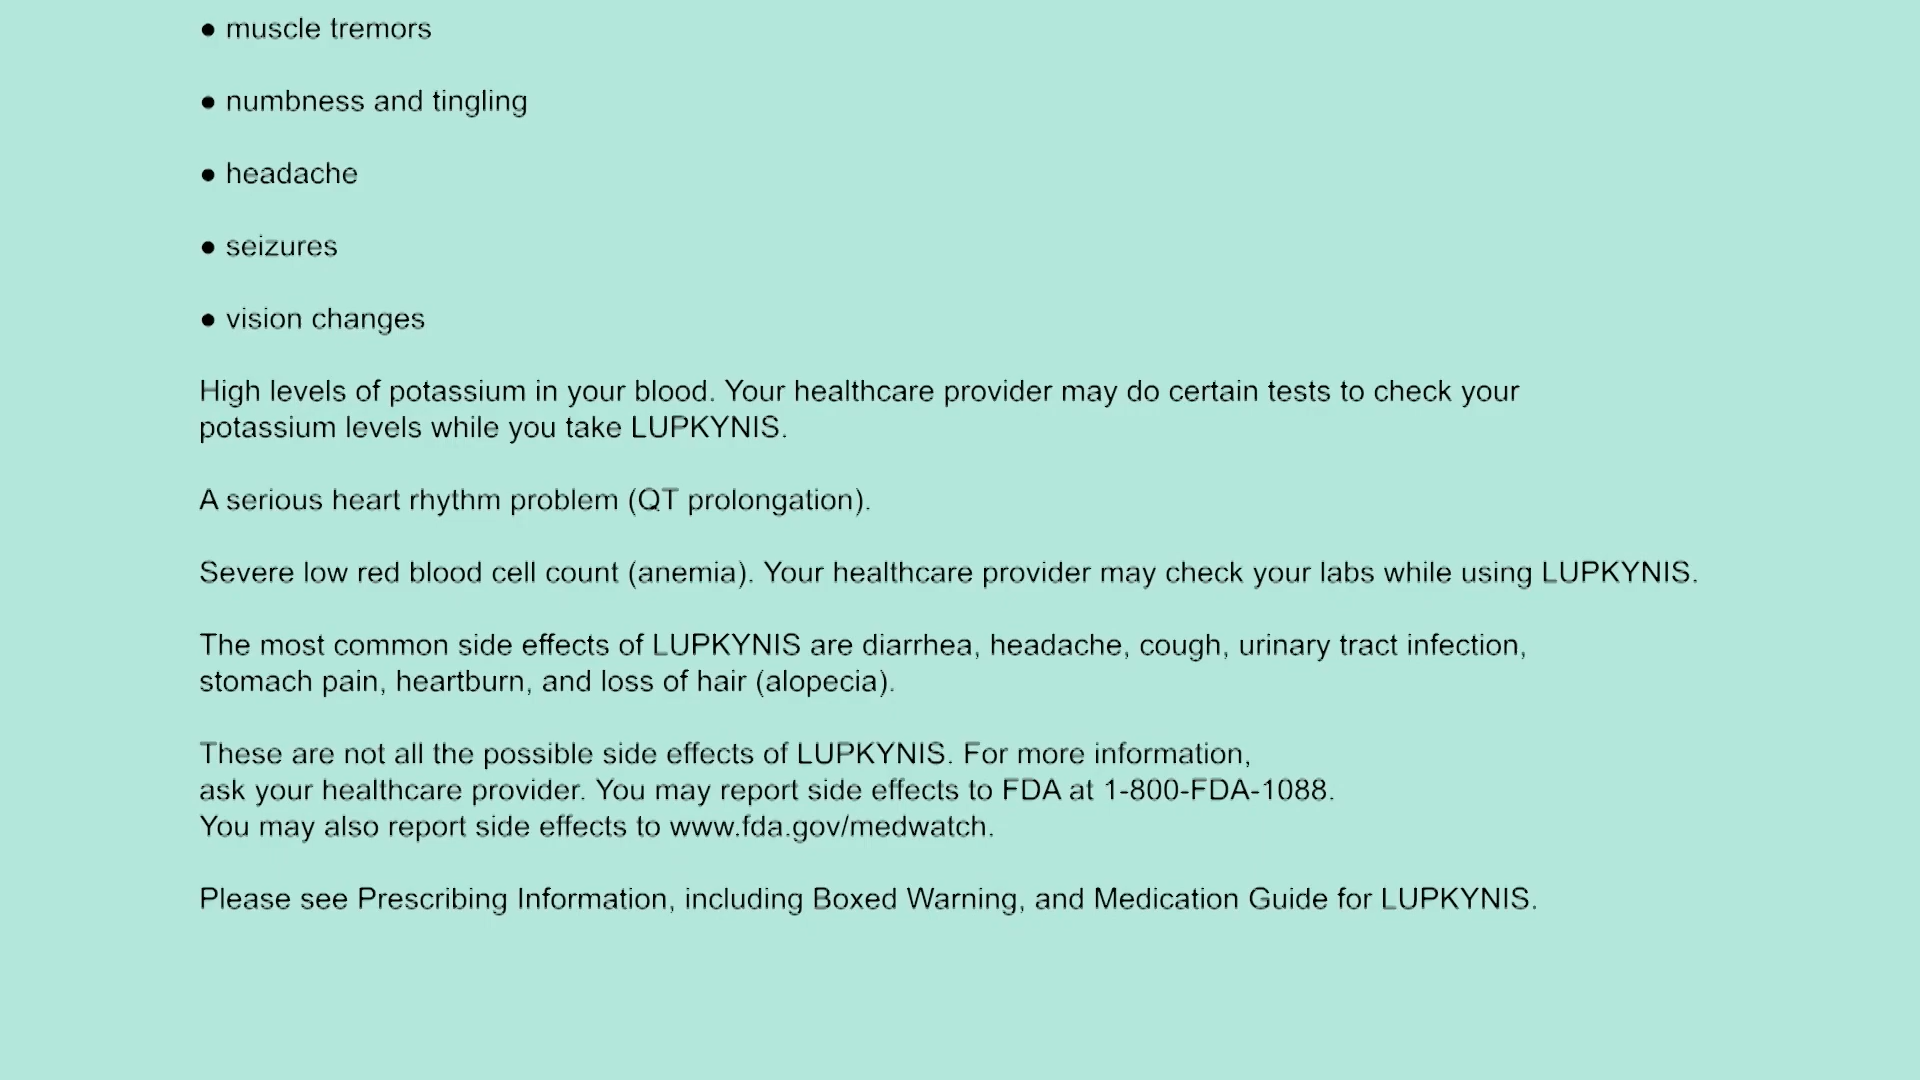 ● muscle tremors
● numbness and tingling
● headache
● seizures
● vision changes
High levels of potassium in your blood. Your healthcare provider may do certain tests to check your
potassium levels while you take LUPKYNIS.
A serious heart rhythm problem (QT prolongation).
Severe low red blood cell count (anemia). Your healthcare provider may check your labs while using LUPKYNIS.
The most common side effects of LUPKYNIS are diarrhea, headache, cough, urinary tract infection,
stomach pain, heartburn, and loss of hair (alopecia).
These are not all the possible side effects of LUPKYNIS. For more information,
ask your healthcare provider. You may report side effects to FDA at 1-800-FDA-1088.
You may also report side effects to www.fda.gov/medwatch.
Please see Prescribing Information, including Boxed Warning, and Medication Guide for LUPKYNIS.